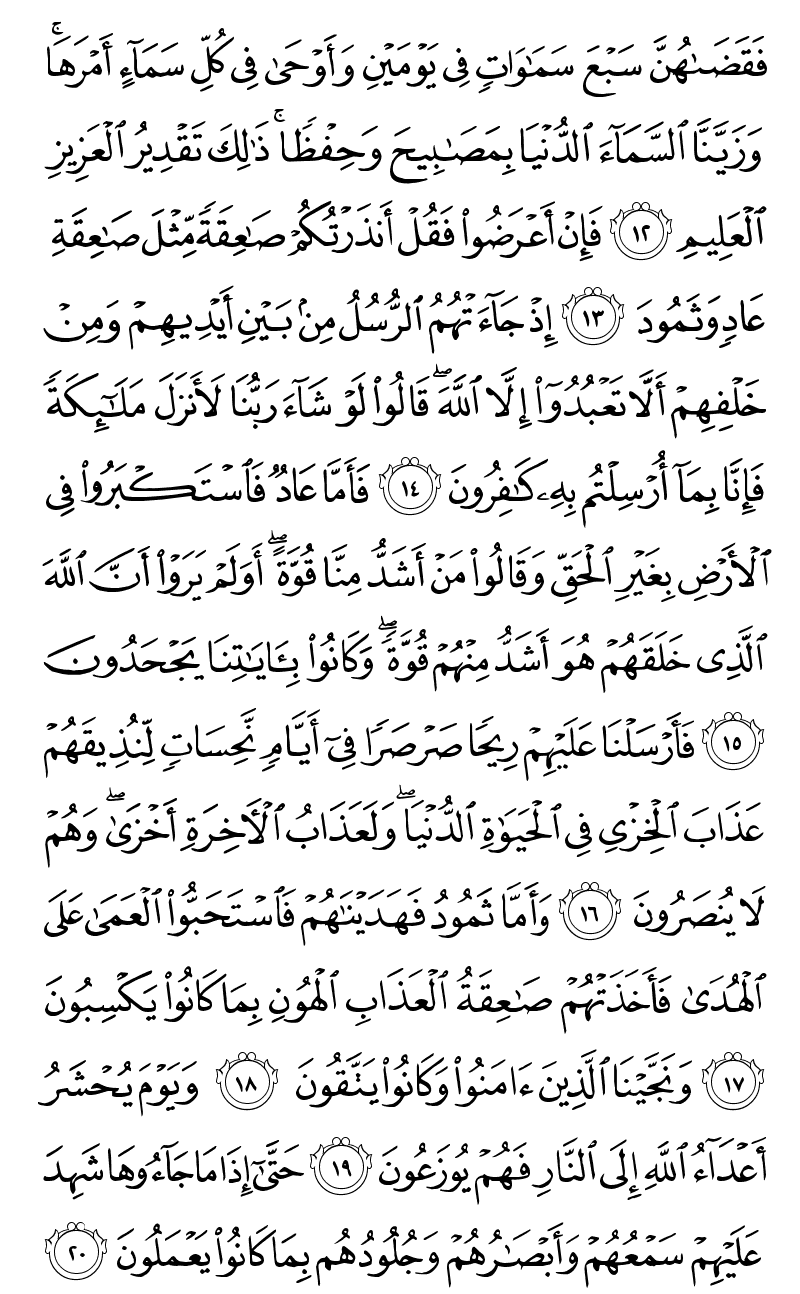 فَقَضَىٰهُنَّ سَبْعَ سَمَٰوَاتٍۢ فِى يَوْمَيْنِ وَأَوْحَىٰ فِى كُلِّ سَمَآءٍ أَمْرَهَا ۚ
وَزَيَّنَّا ٱلسَّمَآءَ ٱلدُّنْيَا بِمَصَٰبِيحَ وَحِفْظًۭا ۚ ذَٰلِكَ تَقْدِيرُ ٱلْعَزِيزِ
ٱلْعَلِيمِ ١٢ فَإِنْ أَعْرَضُوا۟ فَقُلْ أَنذَرْتُكُمْ صَٰعِقَةًۭ مِّثْلَ صَٰعِقَةِ
عَادٍۢ وَثَمُودَ ١٣ إِذْ جَآءَتْهُمُ ٱلرُّسُلُ مِنۢ بَيْنِ أَيْدِيهِمْ وَمِنْ
خَلْفِهِمْ أَلَّا تَعْبُدُوٓا۟ إِلَّا ٱللَّهَ ۖ قَالُوا۟ لَوْ شَآءَ رَبُّنَا لَأَنزَلَ مَلَٰٓئِكَةًۭ
فَإِنَّا بِمَآ أُرْسِلْتُم بِهِۦ كَٰفِرُونَ ١٤ فَأَمَّا عَادٌۭ فَٱسْتَكْبَرُوا۟ فِى
ٱلْأَرْضِ بِغَيْرِ ٱلْحَقِّ وَقَالُوا۟ مَنْ أَشَدُّ مِنَّا قُوَّةً ۖ أَوَلَمْ يَرَوْا۟ أَنَّ ٱللَّهَ
ٱلَّذِى خَلَقَهُمْ هُوَ أَشَدُّ مِنْهُمْ قُوَّةًۭ ۖ وَكَانُوا۟ بِـَٔايَٰتِنَا يَجْحَدُونَ
١٥ فَأَرْسَلْنَا عَلَيْهِمْ رِيحًۭا صَرْصَرًۭا فِىٓ أَيَّامٍۢ نَّحِسَاتٍۢ لِّنُذِيقَهُمْ
عَذَابَ ٱلْخِزْىِ فِى ٱلْحَيَوٰةِ ٱلدُّنْيَا ۖ وَلَعَذَابُ ٱلْءَاخِرَةِ أَخْزَىٰ ۖ وَهُمْ
لَا يُنصَرُونَ ١٦ وَأَمَّا ثَمُودُ فَهَدَيْنَٰهُمْ فَٱسْتَحَبُّوا۟ ٱلْعَمَىٰ عَلَى
ٱلْهُدَىٰ فَأَخَذَتْهُمْ صَٰعِقَةُ ٱلْعَذَابِ ٱلْهُونِ بِمَا كَانُوا۟ يَكْسِبُونَ
١٧ وَنَجَّيْنَا ٱلَّذِينَ ءَامَنُوا۟ وَكَانُوا۟ يَتَّقُونَ ١٨ وَيَوْمَ يُحْشَرُ
أَعْدَآءُ ٱللَّهِ إِلَى ٱلنَّارِ فَهُمْ يُوزَعُونَ ١٩ حَتَّىٰٓ إِذَا مَا جَآءُوهَا شَهِدَ
عَلَيْهِمْ سَمْعُهُمْ وَأَبْصَٰرُهُمْ وَجُلُودُهُم بِمَا كَانُوا۟ يَعْمَلُونَ ٢٠